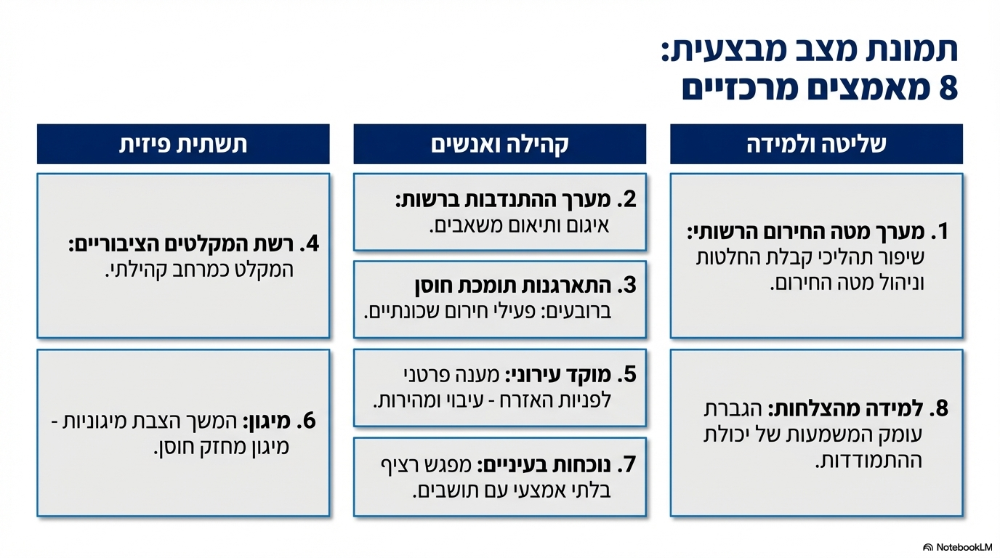 תמונת מצב מבצעית:
8 מאמצים מרכזיים
שליטה ולמידה
1. מערך מטה החירום הרשותי:
שיפור תהליכי קבלת החלטות
וניהול מטה החירום.
8. למידה מהצלחות: הגברת
עומק המשמעות של יכולת
ההתמודדות.
קהילה ואנשים
2. מערך ההתנדבות ברשות:
איגום ותיאום משאבים.
3. התארגנות תומכת חוסן
ברובעים: פעילי חירום שכונתיים.
5. מוקד עירוני: מענה פרטני
לפניות האזרח - עיבוי ומהירות.
7. נוכחות בעיניים: מפגש רציף
בלתי אמצעי עם תושבים.
תשתית פיזית
4. רשת המקלטים הציבוריים:
המקלט כמרחב קהילתי.
6. מיגון: המשך הצבת מיגוניות -
מיגון מחזק חוסן.
NotebookLM